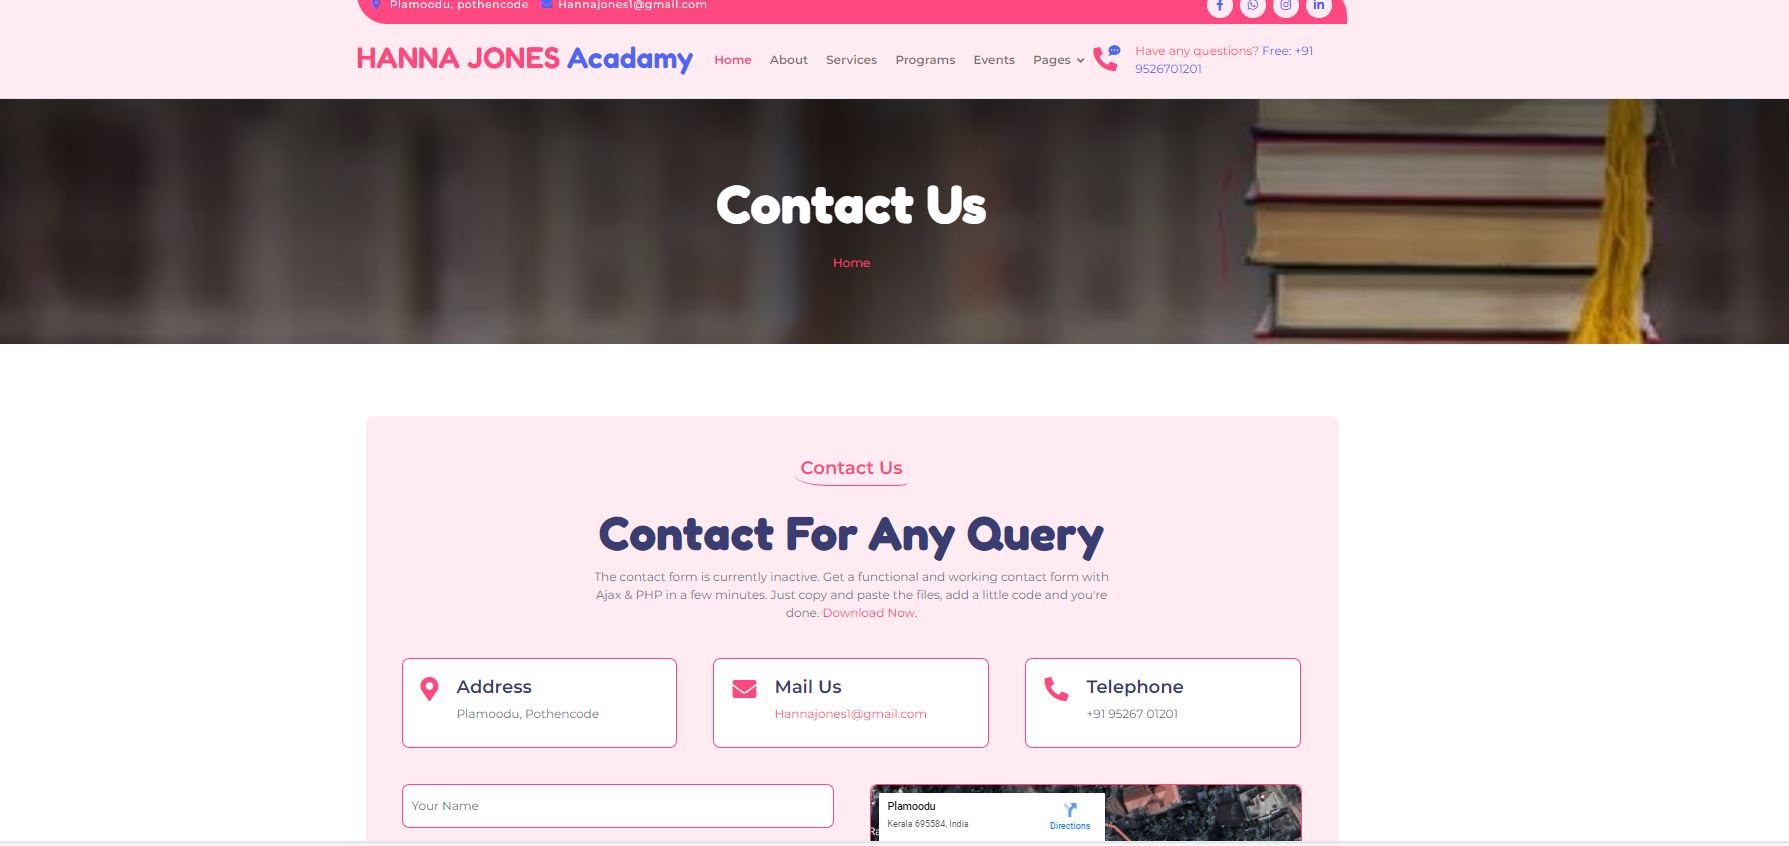 Plamoodu, pothencode Hannajones1@gmail.com
HANNA JONES Acadamy
Home About Services Programs Events Pages
Have any questions? Free: +91
9526701201
Contact Us
Home
Contact Us
Contact For Any Query
The contact form is currently inactive. Get a functional and working contact form with
Ajax & PHP in a few minutes. Just copy and paste the files, add a little code and you're
done. Download Now.
Address
Plamoodu, Pothencode
Mail Us
Hannajones1@gmail.com
Telephone
+91 95267 01201
Your Name
Plamoodu
Kerala 695584, India
Directions